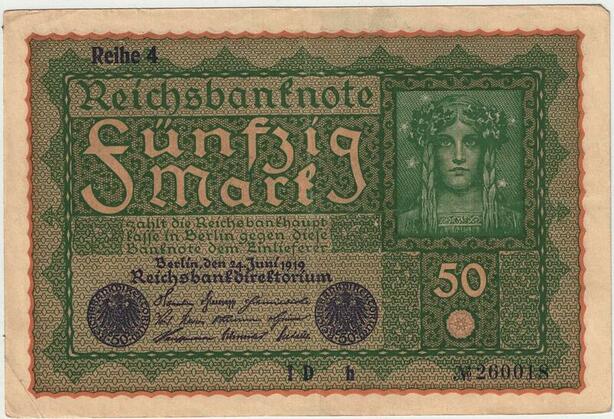 Reihe 4
Reichsbanknote
Fünfzig
Mark
zahlt die Reichsbankhaupt
kasse in Berlin gegen diese
Banknote dem Einlieferer
Berlin, den 24. Juni 1919
Reichsbankdirektorium
50
1 D h
№ 260018